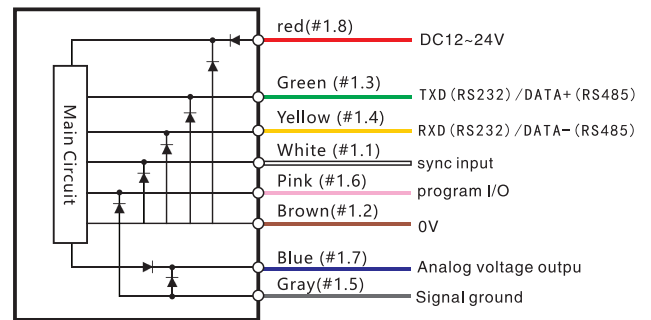 red(#1.8)
DC12~24V
Green (#1.3)
TXD(RS232)/DATA+(RS485)
Yellow (#1.4)
RXD(RS232)/DATA-(RS485)
White (#1.1)
sync input
Pink (#1.6)
program I/O
Brown(#1.2)
0V
Blue (#1.7)
Analog voltage outpu
Gray(#1.5)
Signal ground
Main Circuit